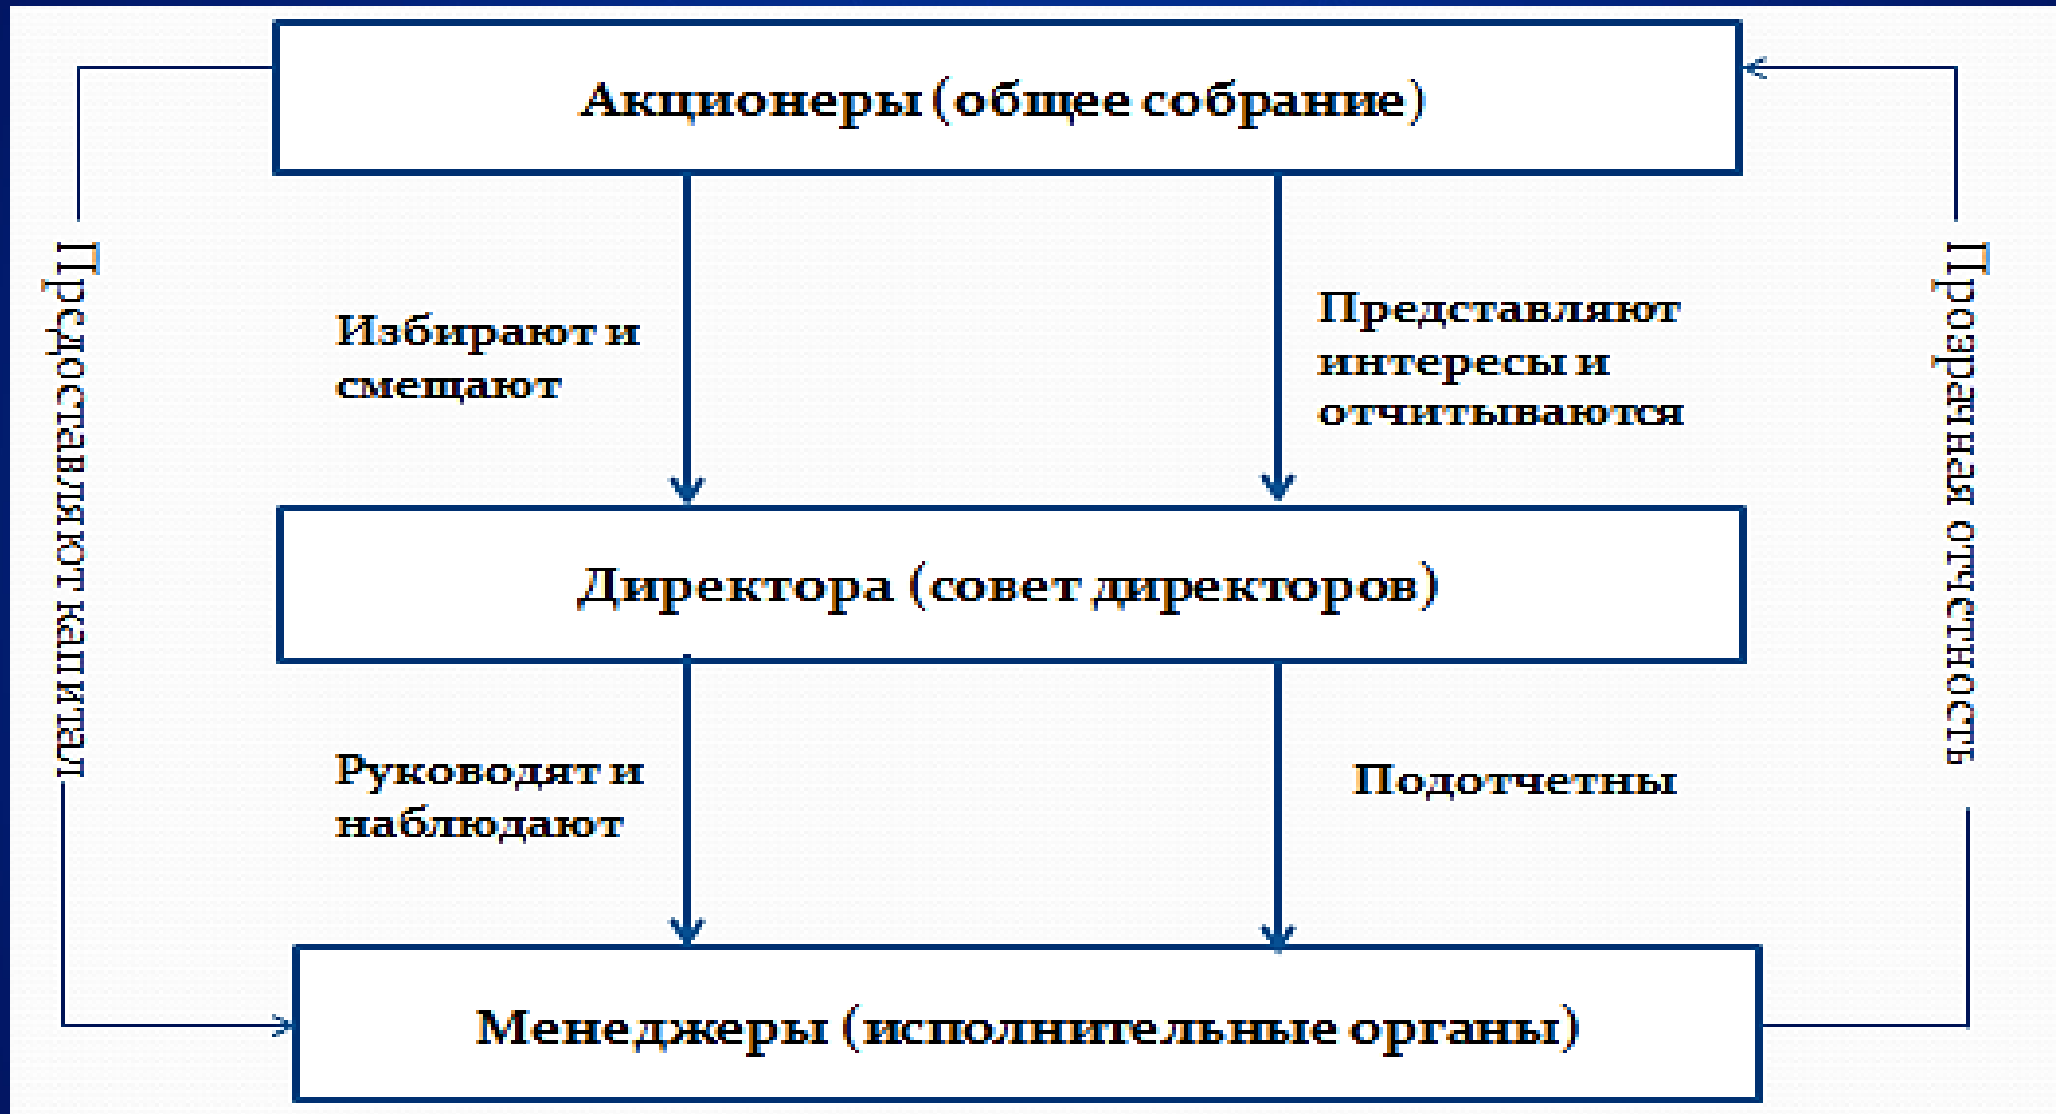 Акционеры (общее собрание)
Предоставляют капитал
Избирают и
смещают
Представляют
интересы и
отчитываются
Прозрачная отчетность
Директора (совет директоров)
Руководят и
наблюдают
Подотчетны
Менеджеры (исполнительные органы)